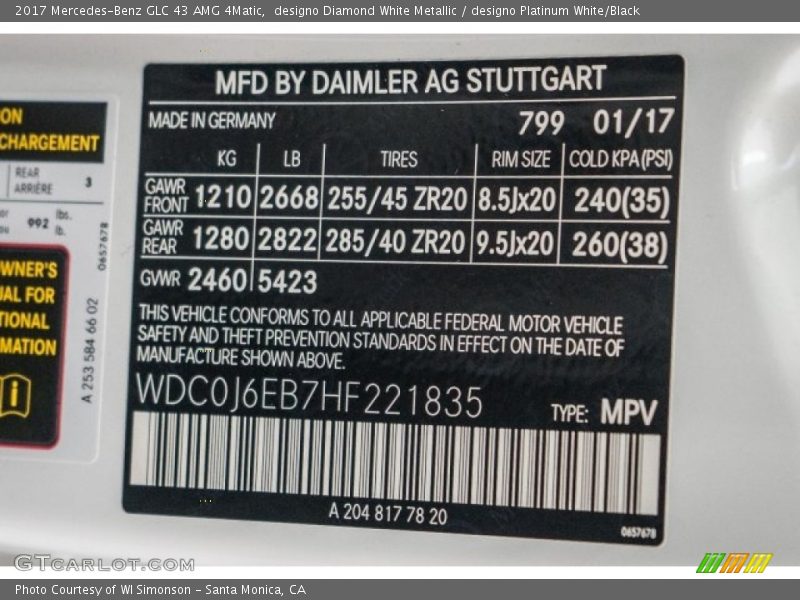 2017 Mercedes-Benz GLC 43 AMG 4Matic,  designo Diamond White Metallic / designo Platinum White/Black
ON
CHARGEMENT
REAR
ARRIÈRE
3
992
lbs.
lb.
OWNER'S
UAL FOR
TIONAL
MATION
0657678
A 253 584 66 02
MFD BY DAIMLER AG STUTTGART
MADE IN GERMANY 799 01/17
KG LB TIRES RIM SIZE COLD KPA(PSI)
GAWR FRONT 1210 2668 255/45 ZR20 8.5Jx20 240(35)
GAWR REAR 1280 2822 285/40 ZR20 9.5Jx20 260(38)
GVWR 2460 5423
THIS VEHICLE CONFORMS TO ALL APPLICABLE FEDERAL MOTOR VEHICLE
SAFETY AND THEFT PREVENTION STANDARDS IN EFFECT ON THE DATE OF
MANUFACTURE SHOWN ABOVE.
WDC0J6EB7HF221835 TYPE: MPV
A 204 817 78 20
0657678
GTCARLOT.COM
Photo Courtesy of WI Simonson - Santa Monica, CA